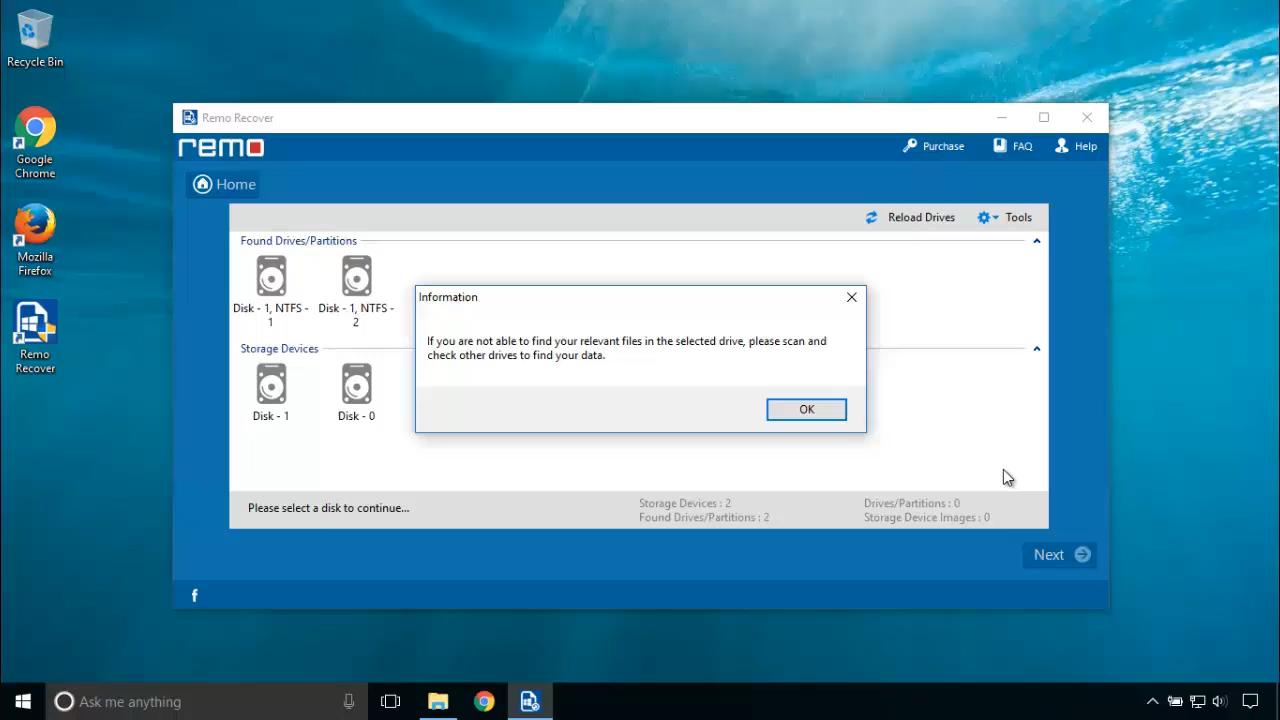 Recycle Bin
Google
Chrome
Mozilla
Firefox
Remo
Recover
Remo Recover
remo
Purchase
FAQ
Help
Home
Reload Drives
Tools
Found Drives/Partitions
Disk - 1, NTFS -
1
Disk - 1, NTFS -
2
Storage Devices
Disk - 1
Disk - 0
Information
If you are not able to find your relevant files in the selected drive, please scan and
check other drives to find your data.
OK
Please select a disk to continue...
Storage Devices : 2
Found Drives/Partitions : 2
Drives/Partitions : 0
Storage Device Images : 0
Next
f
Ask me anything